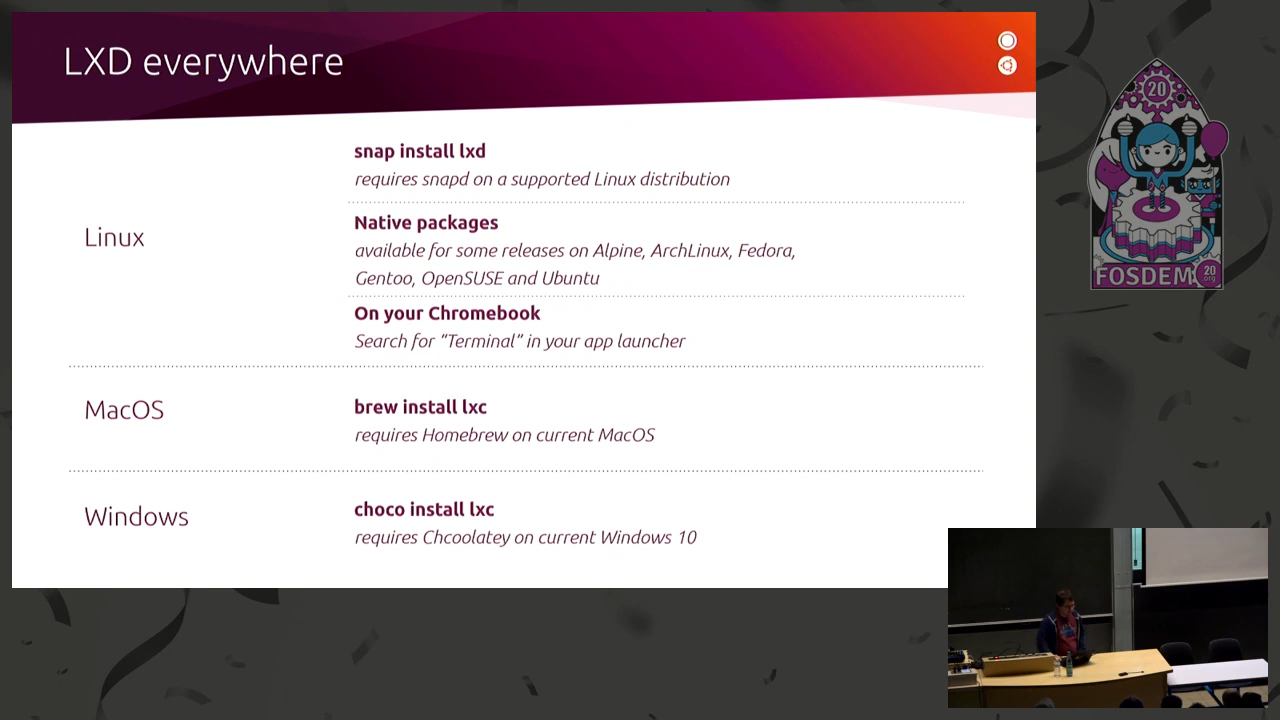 LXD everywhere
Linux
snap install lxd
requires snapd on a supported Linux distribution
Native packages
available for some releases on Alpine, ArchLinux, Fedora,
Gentoo, OpenSUSE and Ubuntu
On your Chromebook
Search for “Terminal” in your app launcher
MacOS
brew install lxc
requires Homebrew on current MacOS
Windows
choco install lxc
requires Chcoolatey on current Windows 10
20
FOSDEM
20
org